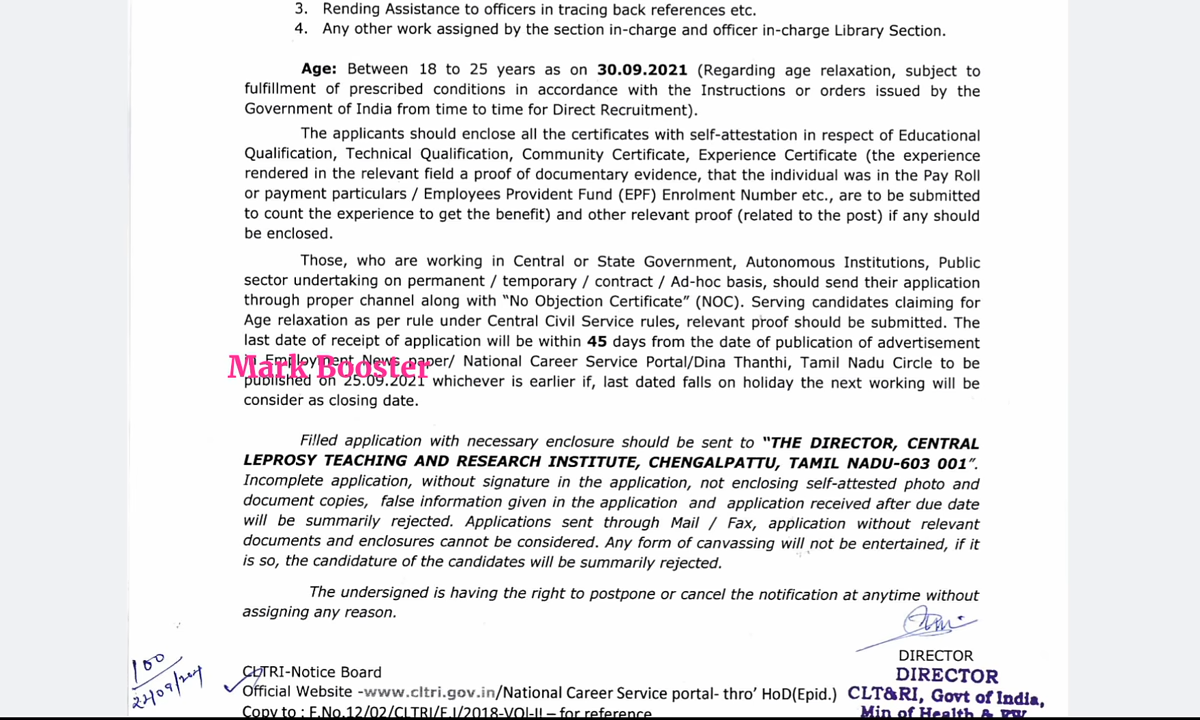 3. Rending Assistance to officers in tracing back references etc.
4. Any other work assigned by the section in-charge and officer in-charge Library Section.
Age: Between 18 to 25 years as on 30.09.2021 (Regarding age relaxation, subject to
fulfillment of prescribed conditions in accordance with the Instructions or orders issued by the
Government of India from time to time for Direct Recruitment).
The applicants should enclose all the certificates with self-attestation in respect of Educational
Qualification, Technical Qualification, Community Certificate, Experience Certificate (the experience
rendered in the relevant field a proof of documentary evidence, that the individual was in the Pay Roll
or payment particulars / Employees Provident Fund (EPF) Enrolment Number etc., are to be submitted
to count the experience to get the benefit) and other relevant proof (related to the post) if any should
be enclosed.
Those, who are working in Central or State Government, Autonomous Institutions, Public
sector undertaking on permanent / temporary / contract / Ad-hoc basis, should send their application
through proper channel along with “No Objection Certificate” (NOC). Serving candidates claiming for
Age relaxation as per rule under Central Civil Service rules, relevant proof should be submitted. The
last date of receipt of application will be within 45 days from the date of publication of advertisement
in Employment News paper/ National Career Service Portal/Dina Thanthi, Tamil Nadu Circle to be
Mark Booster
published on 25.09.2021 whichever is earlier if, last dated falls on holiday the next working will be
consider as closing date.
Filled application with necessary enclosure should be sent to “THE DIRECTOR, CENTRAL
LEPROSY TEACHING AND RESEARCH INSTITUTE, CHENGALPATTU, TAMIL NADU-603 001”.
Incomplete application, without signature in the application, not enclosing self-attested photo and
document copies, false information given in the application and application received after due date
will be summarily rejected. Applications sent through Mail / Fax, application without relevant
documents and enclosures cannot be considered. Any form of canvassing will not be entertained, if it
is so, the candidature of the candidates will be summarily rejected.
The undersigned is having the right to postpone or cancel the notification at anytime without
assigning any reason.
DIRECTOR
DIRECTOR
CLT&RI, Govt of India,
Min of Health & FW
100
CLTRI-Notice Board
Official Website -www.cltri.gov.in/National Career Service portal- thro’ HoD(Epid.)
Copy to : F.No.12/02/CLTRI/E.I/2018-VOl-II – for reference